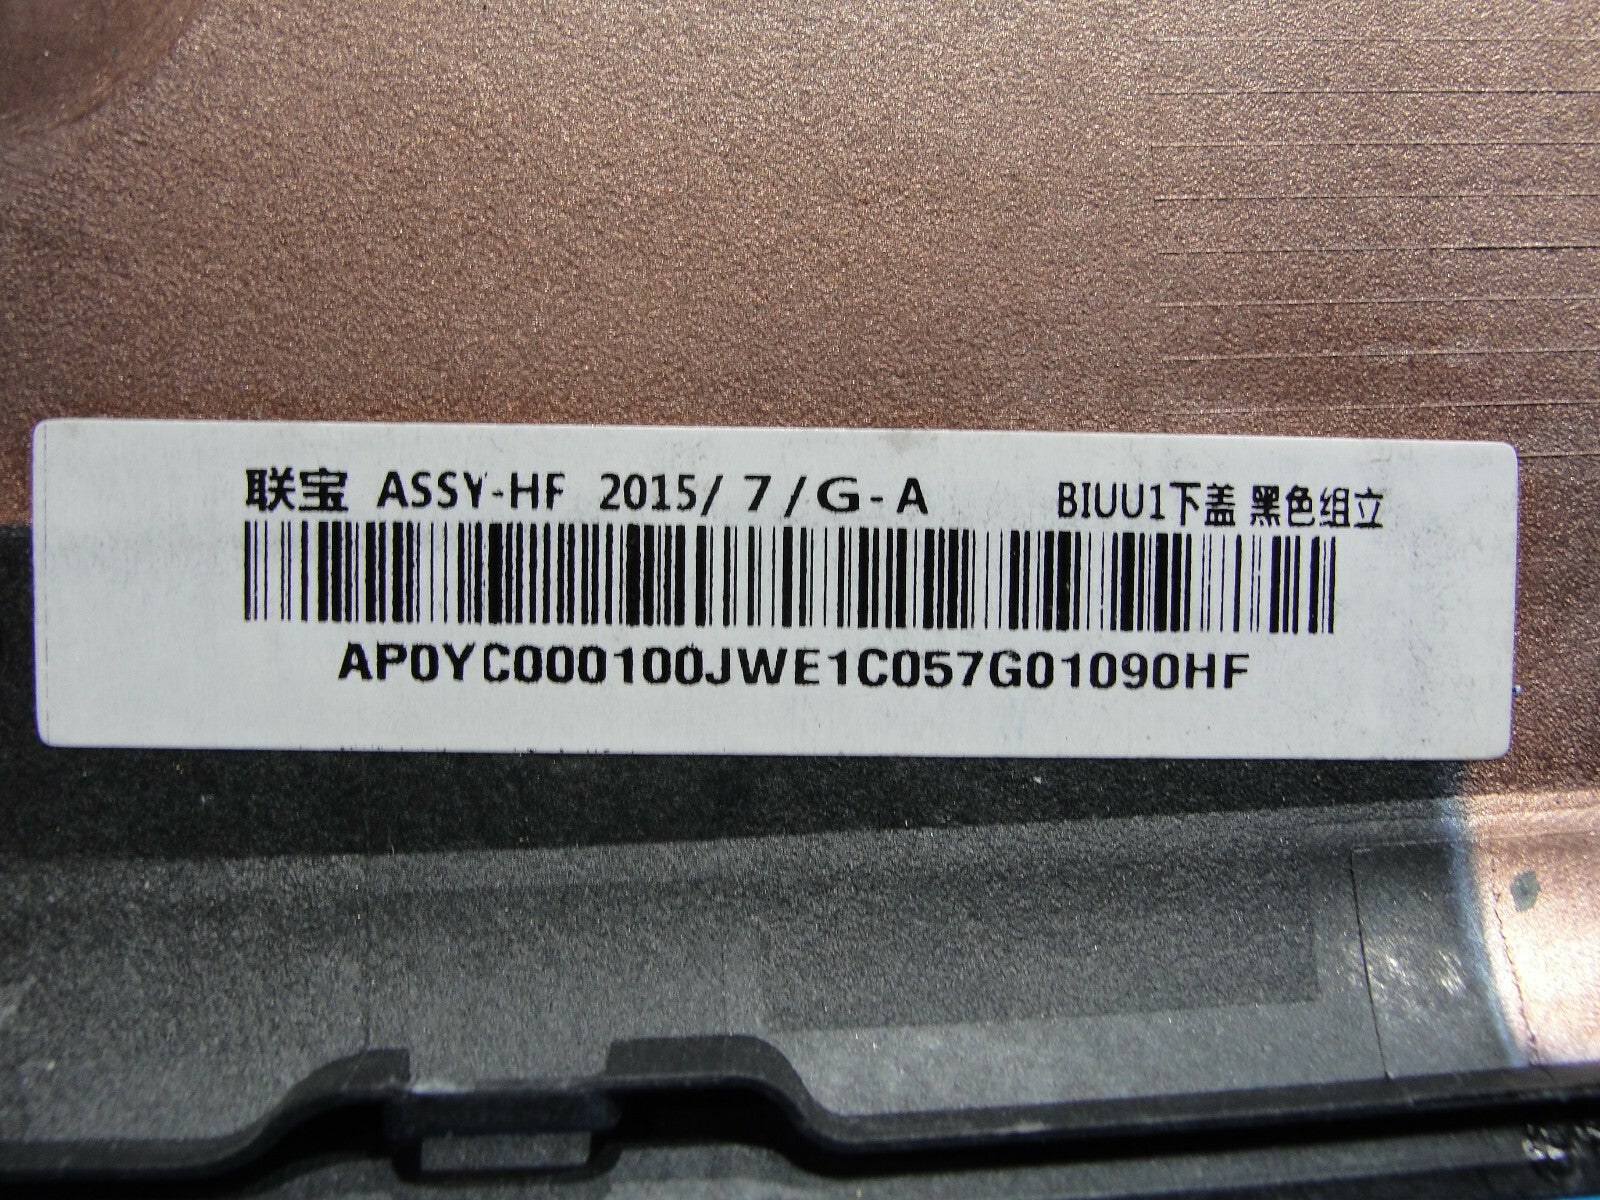 联宝 ASSY-HF 2015/ 7 /G-A BIUU1下盖 黑色组立
AP0YC000100JWE1C057G01090HF